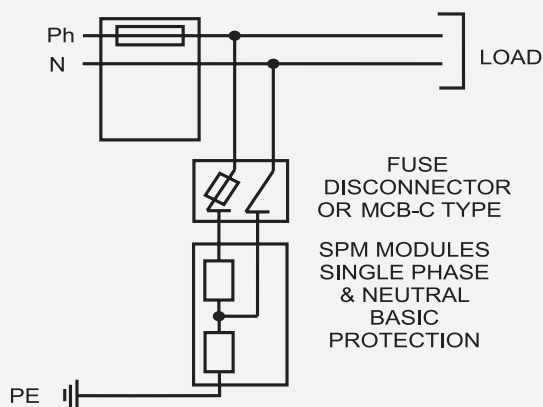 Ph
N
LOAD
FUSE
DISCONNECTOR
OR MCB-C TYPE
SPM MODULES
SINGLE PHASE
& NEUTRAL
BASIC
PROTECTION
PE